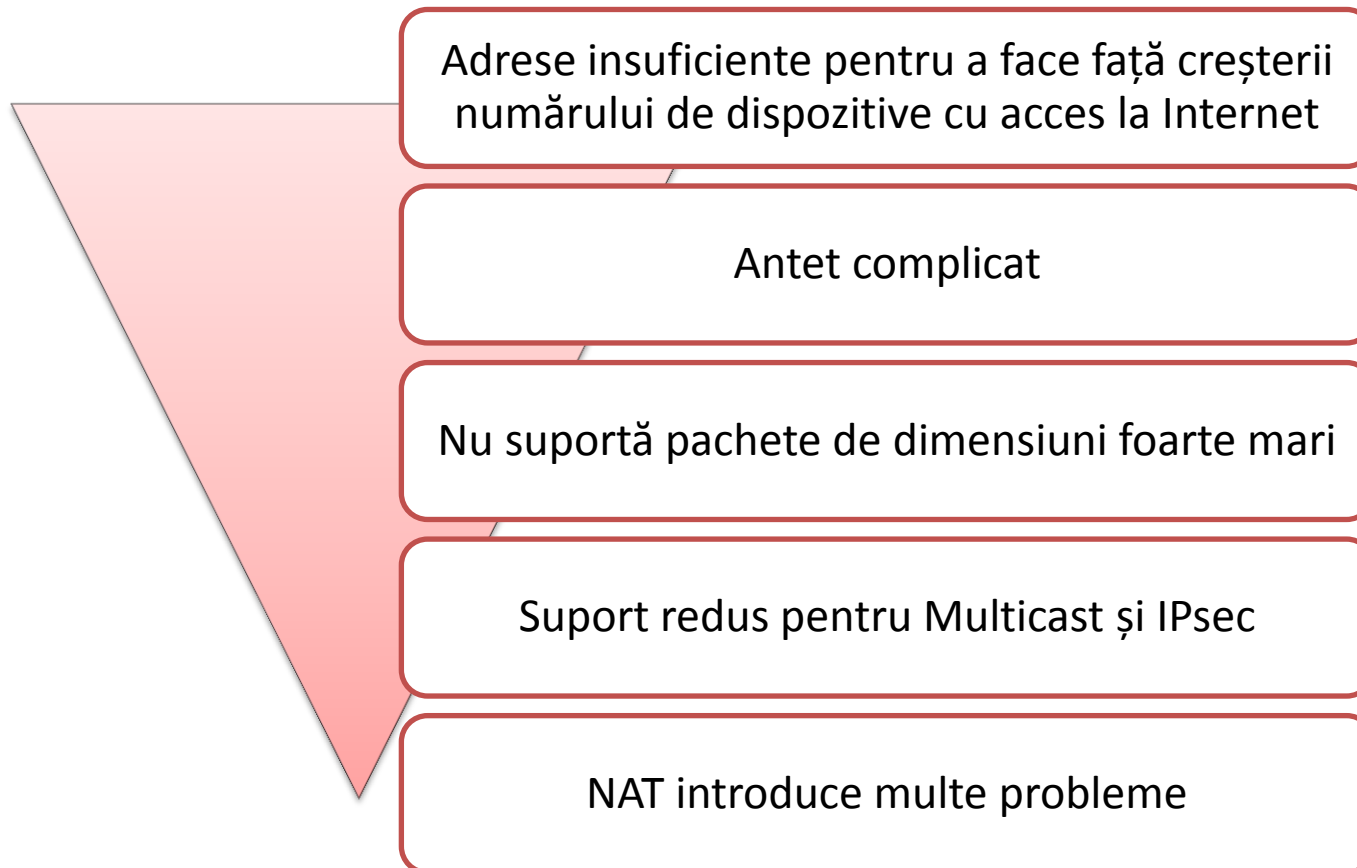 Adrese insuficiente pentru a face față creșterii
numărului de dispozitive cu acces la Internet
Antet complicat
Nu suportă pachete de dimensiuni foarte mari
Suport redus pentru Multicast și IPsec
NAT introduce multe probleme